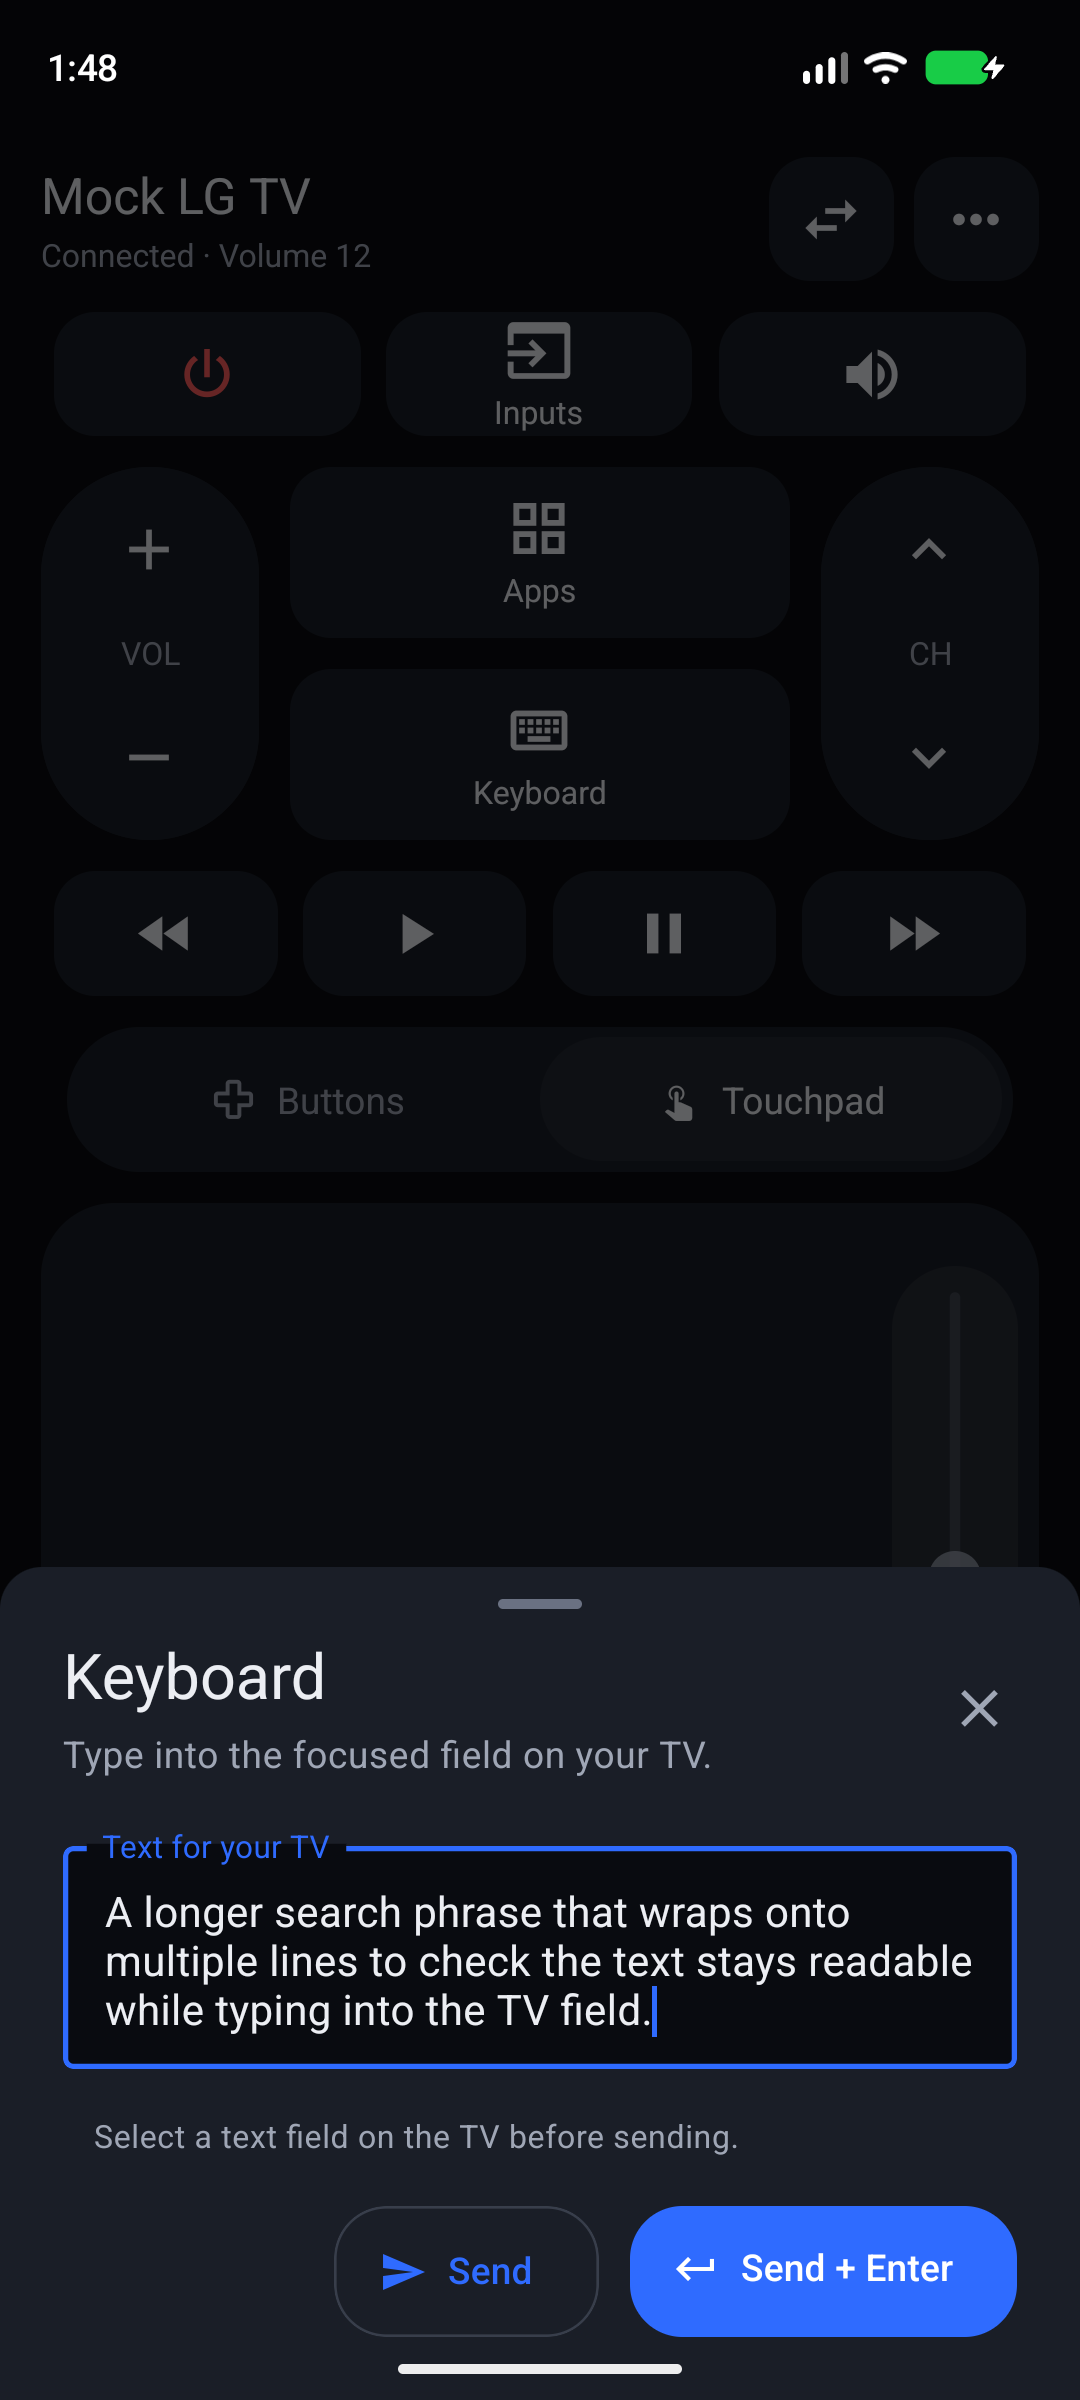 1:48
Mock LG TV
Connected · Volume 12
Inputs
Apps
VOL
CH
Keyboard
Buttons
Touchpad
Keyboard
Type into the focused field on your TV.
Text for your TV
A longer search phrase that wraps onto
multiple lines to check the text stays readable
while typing into the TV field.
Select a text field on the TV before sending.
Send
Send + Enter